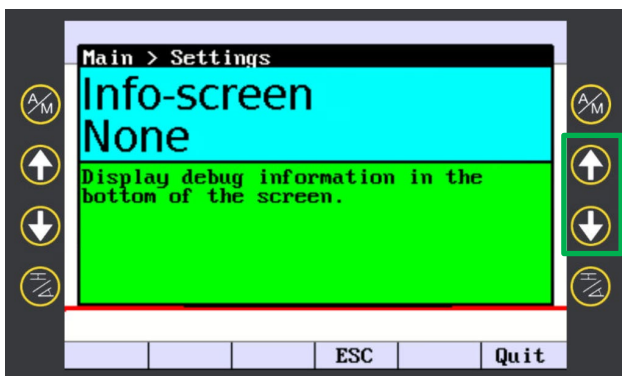 Main > Settings
Info-screen
None
Display debug information in the
bottom of the screen.
A/M
A/M
H/A
H/A
ESC
Quit